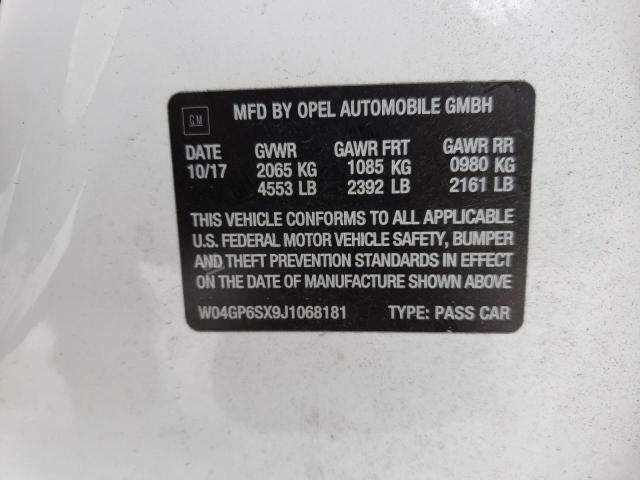 GM
MFD BY OPEL AUTOMOBILE GMBH
DATE GVWR GAWR FRT GAWR RR
10/17 2065 KG 1085 KG 0980 KG
4553 LB 2392 LB 2161 LB
THIS VEHICLE CONFORMS TO ALL APPLICABLE
U.S. FEDERAL MOTOR VEHICLE SAFETY, BUMPER
AND THEFT PREVENTION STANDARDS IN EFFECT
ON THE DATE OF MANUFACTURE SHOWN ABOVE
W04GP6SX9J1068181 TYPE: PASS CAR